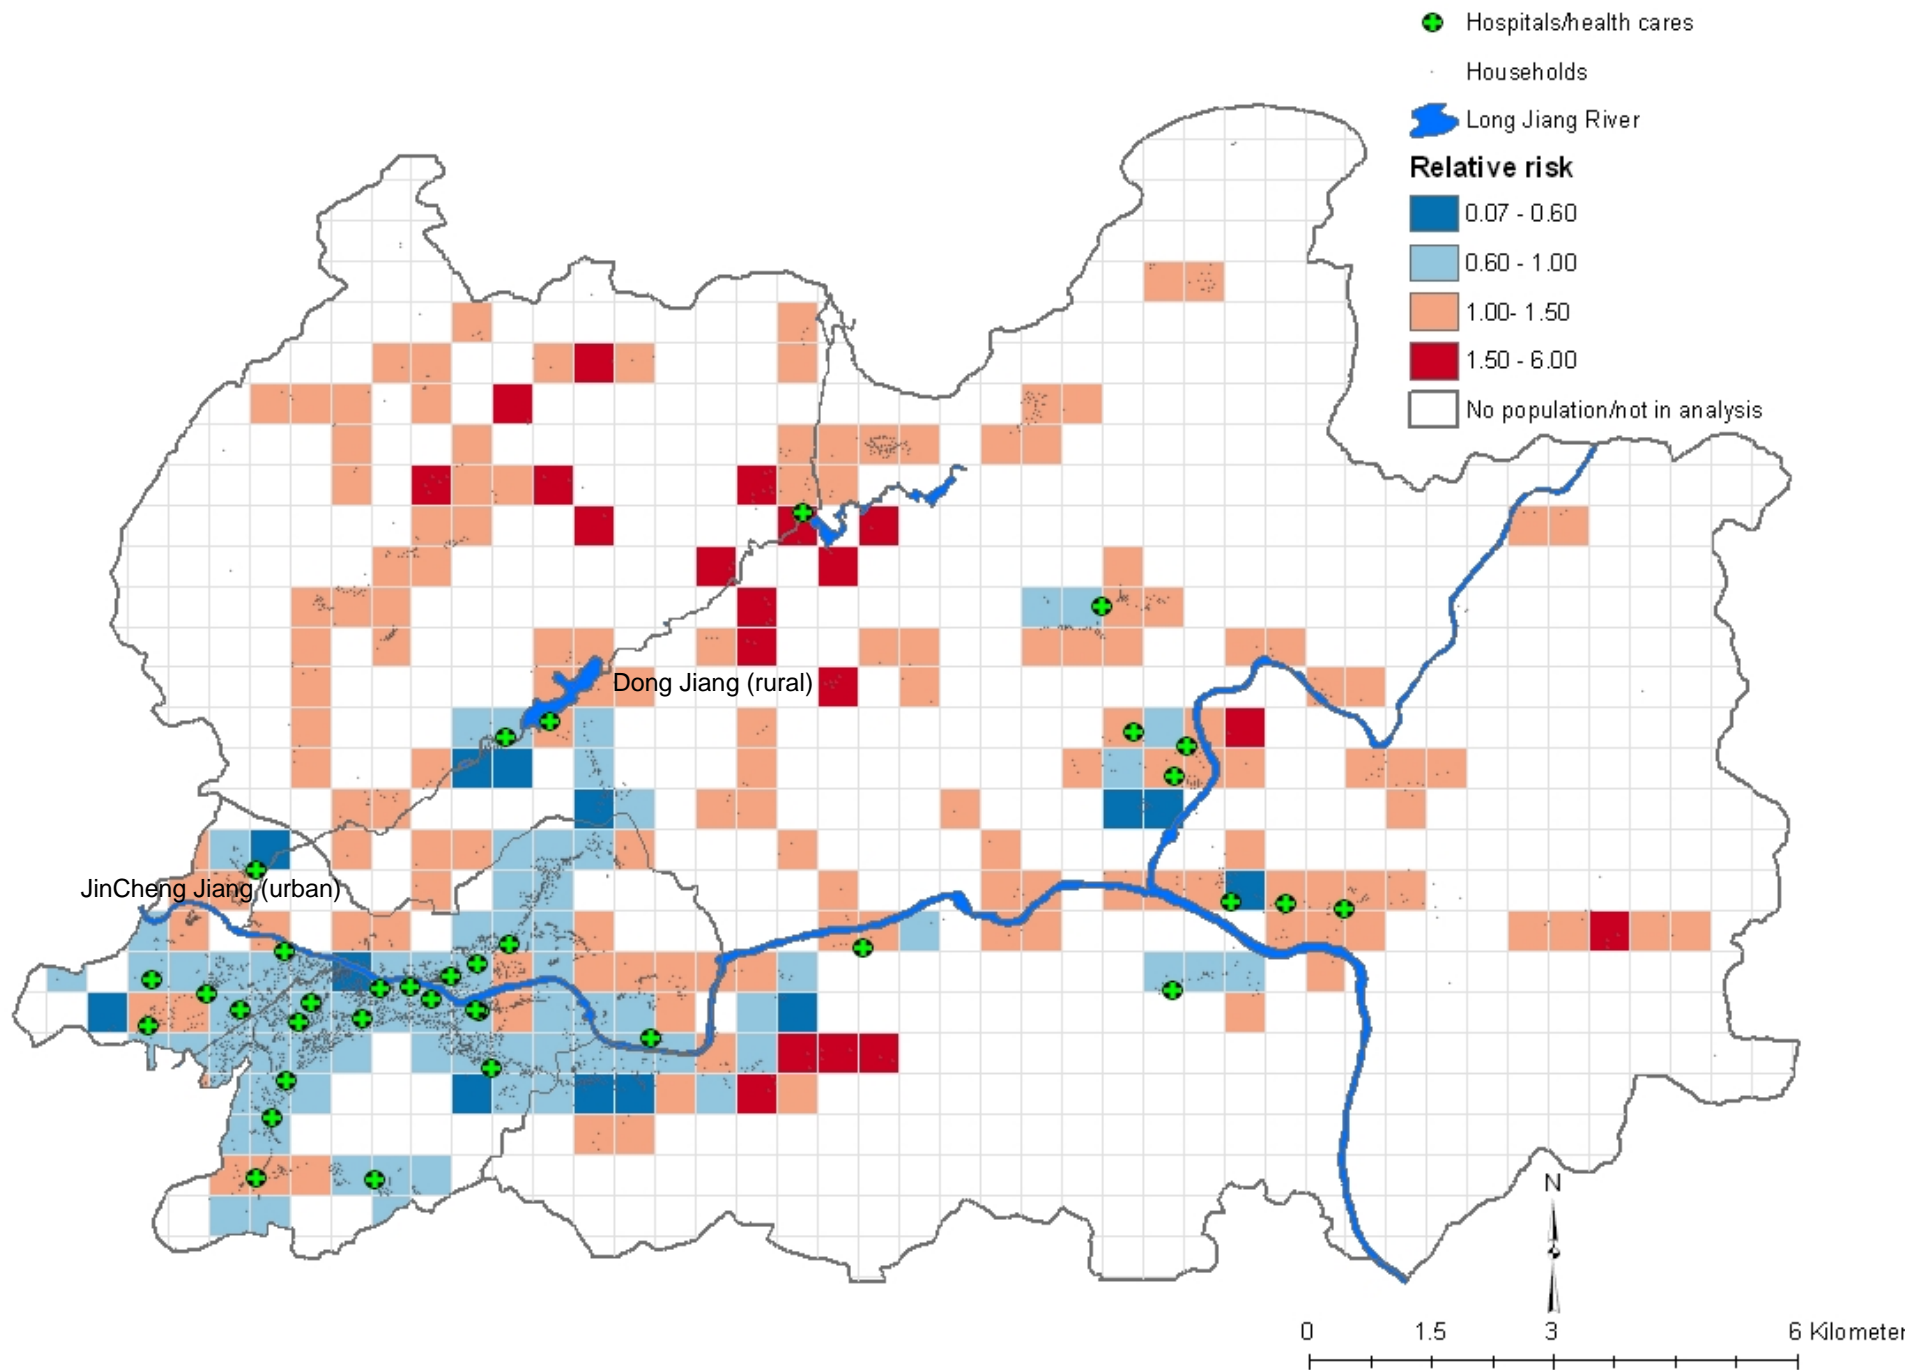 Hospitals/health cares
Households
Long Jiang River
Relative risk
0.07 - 0.60
0.60 - 1.00
1.00- 1.50
1.50 - 6.00
No population/not in analysis
Dong Jiang (rural)
JinCheng Jiang (urban)
N
0 1.5 3 6 Kilometer